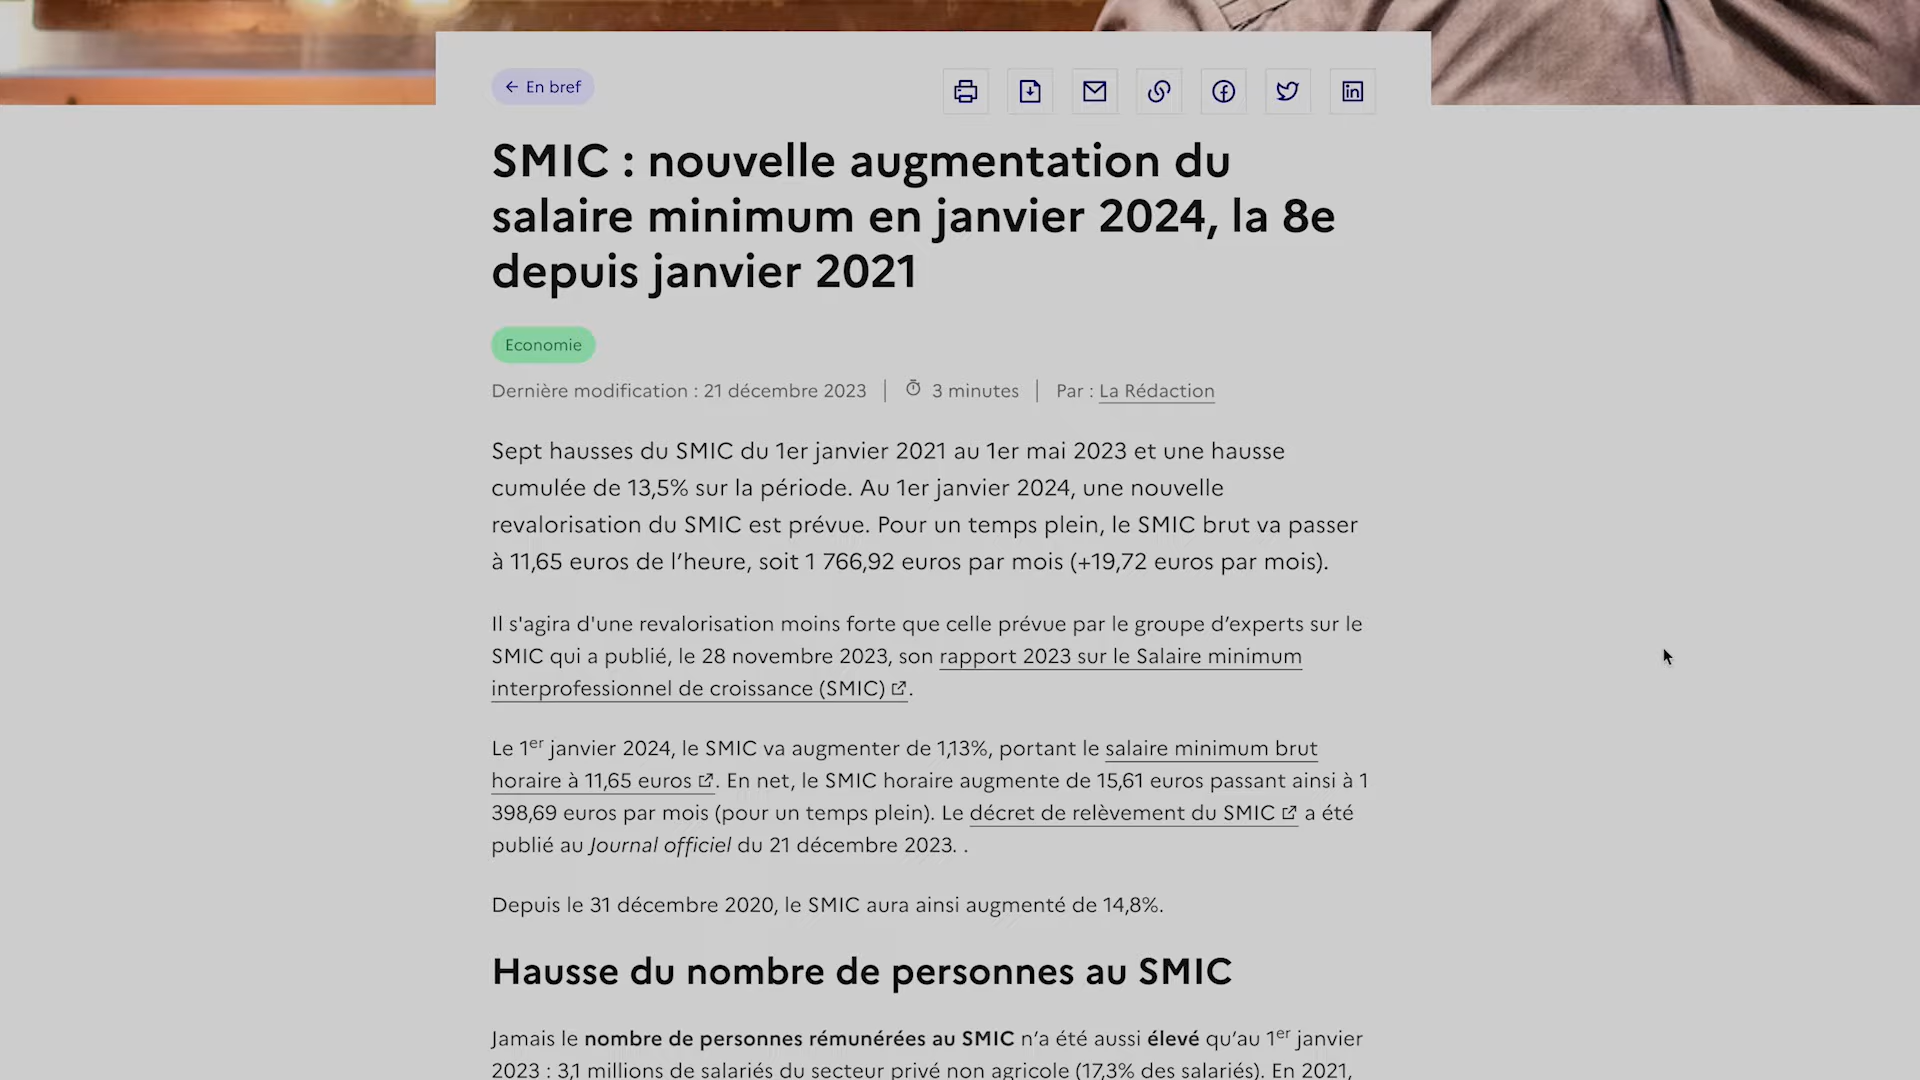 ← En bref
SMIC : nouvelle augmentation du
salaire minimum en janvier 2024, la 8e
depuis janvier 2021
Economie
Dernière modification : 21 décembre 2023 | 3 minutes | Par : La Rédaction
Sept hausses du SMIC du 1er janvier 2021 au 1er mai 2023 et une hausse
cumulée de 13,5% sur la période. Au 1er janvier 2024, une nouvelle
revalorisation du SMIC est prévue. Pour un temps plein, le SMIC brut va passer
à 11,65 euros de l’heure, soit 1 766,92 euros par mois (+19,72 euros par mois).
Il s'agira d'une revalorisation moins forte que celle prévue par le groupe d’experts sur le
SMIC qui a publié, le 28 novembre 2023, son rapport 2023 sur le Salaire minimum
interprofessionnel de croissance (SMIC).
Le 1er janvier 2024, le SMIC va augmenter de 1,13%, portant le salaire minimum brut
horaire à 11,65 euros. En net, le SMIC horaire augmente de 15,61 euros passant ainsi à 1
398,69 euros par mois (pour un temps plein). Le décret de relèvement du SMIC a été
publié au Journal officiel du 21 décembre 2023. .
Depuis le 31 décembre 2020, le SMIC aura ainsi augmenté de 14,8%.
Hausse du nombre de personnes au SMIC
Jamais le nombre de personnes rémunérées au SMIC n’a été aussi élevé qu’au 1er janvier
2023 : 3,1 millions de salariés du secteur privé non agricole (17,3% des salariés). En 2021,